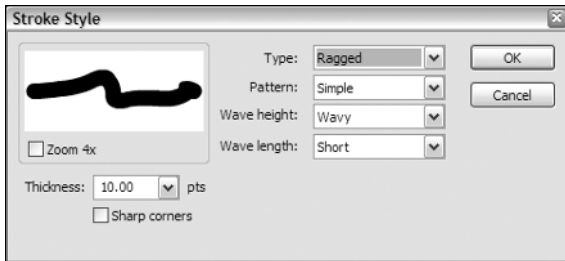 Stroke Style
Type: Ragged
OK
Pattern: Simple
Cancel
Wave height: Wavy
Zoom 4x
Wave length: Short
Thickness: 10.00 pts
Sharp corners